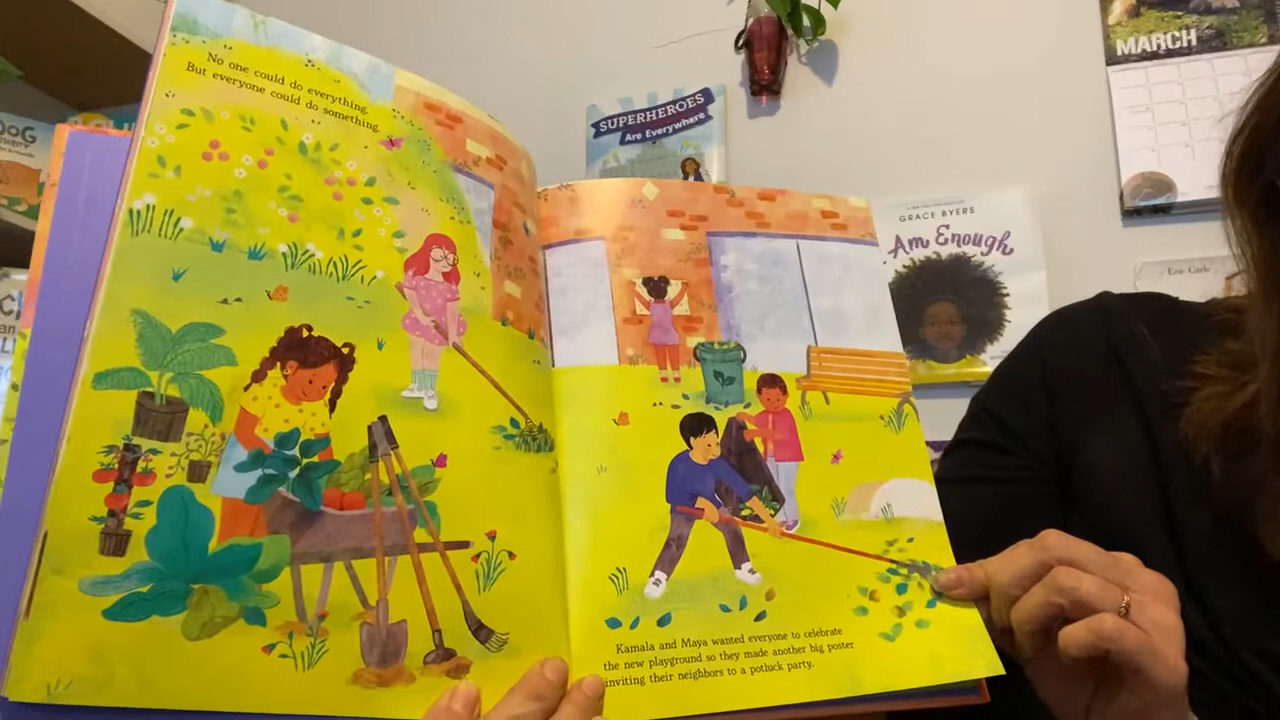 No one could do everything.
But everyone could do something.
Kamala and Maya wanted everyone to celebrate
the new playground so they made another big poster
inviting their neighbors to a potluck party.
SUPERHEROES
Are Everywhere
GRACE BYERS
Am Enough
MARCH
Eric Carle